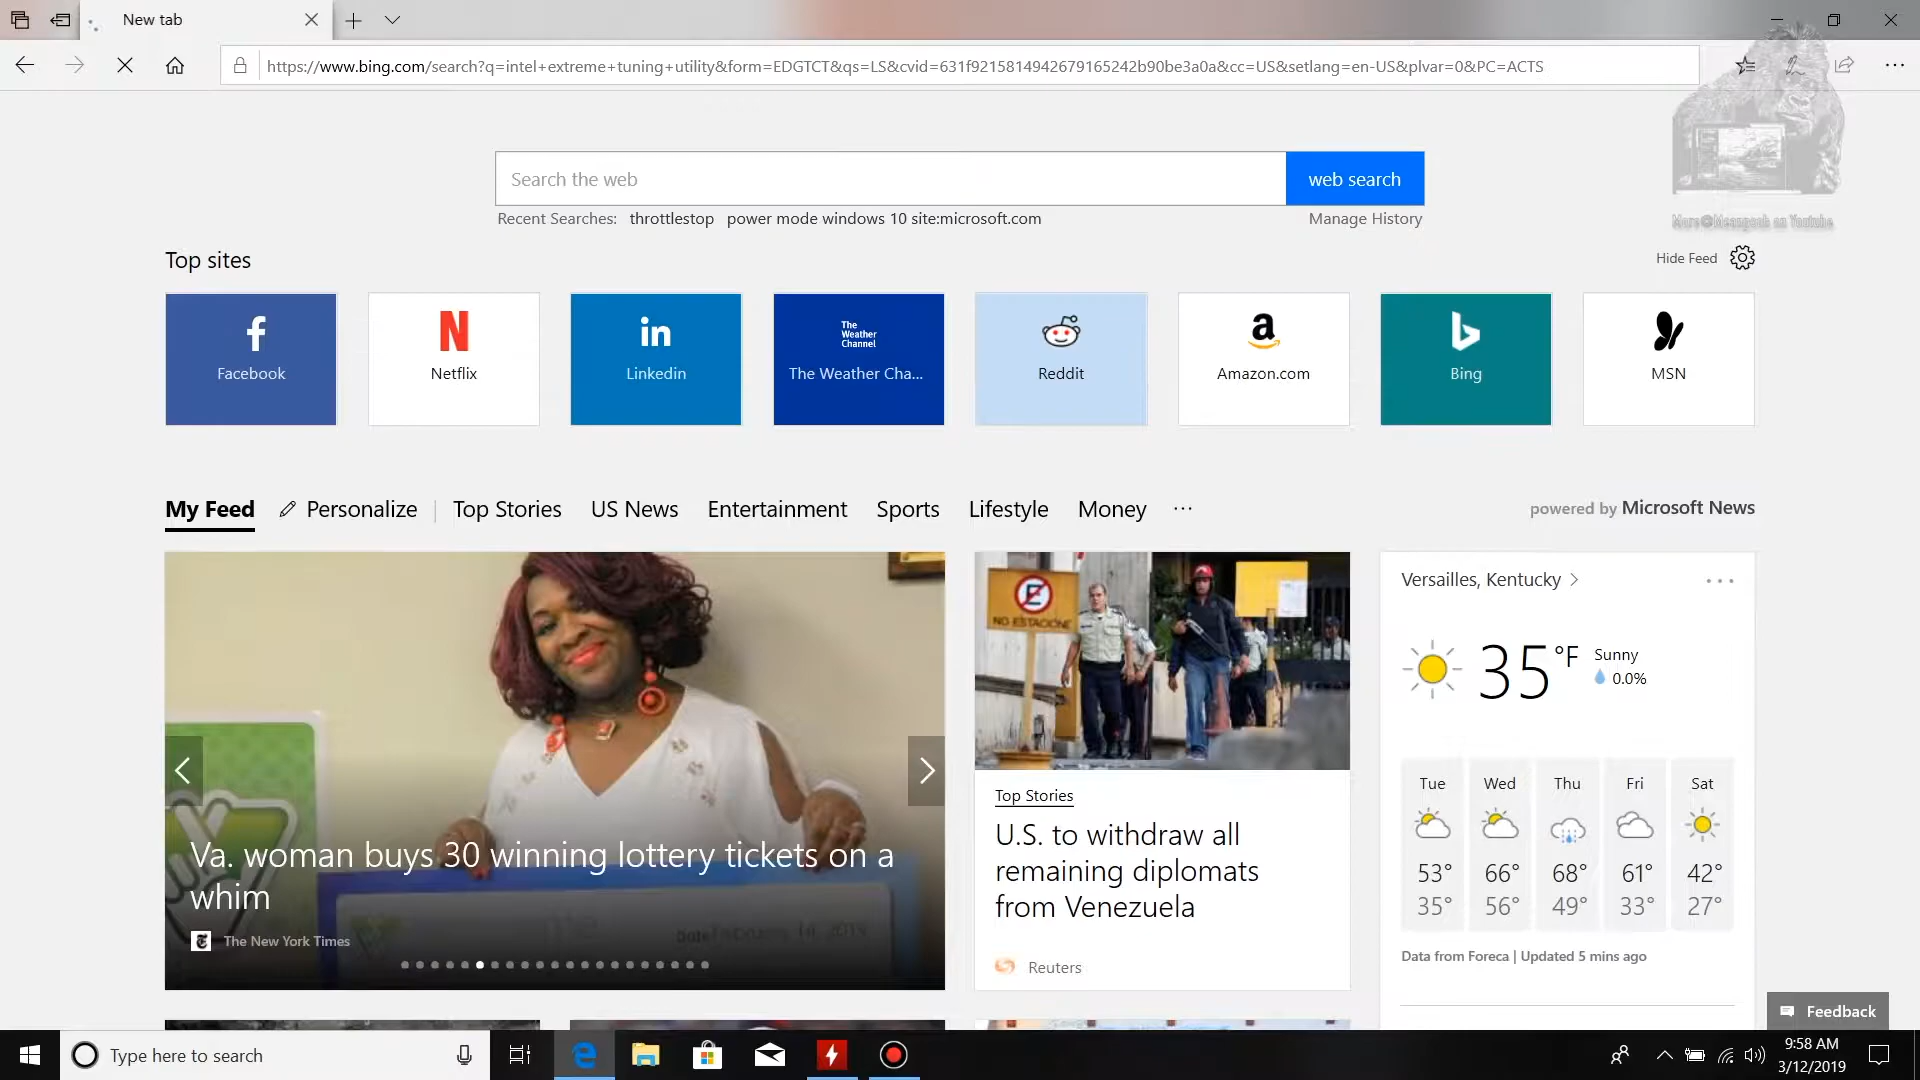 New tab
https://www.bing.com/search?q=intel+extreme+tuning+utility&form=EDGTCT&qs=LS&cvid=631f9215814942679165242b90be3a0a&cc=US&setlang=en-US&plvar=0&PC=ACTS
Search the web
web search
Recent Searches: throttlestop power mode windows 10 site:microsoft.com
Manage History
More@Meangpash on Youtube
Top sites
Hide Feed
Facebook
Netflix
Linkedin
The
Weather
Channel
The Weather Cha...
Reddit
Amazon.com
Bing
MSN
My Feed Personalize Top Stories US News Entertainment Sports Lifestyle Money ...
powered by Microsoft News
Va. woman buys 30 winning lottery tickets on a
whim
The New York Times
NO ESTACIONE
Top Stories
U.S. to withdraw all
remaining diplomats
from Venezuela
Reuters
Versailles, Kentucky
35 °F
Sunny
0.0%
Tue Wed Thu Fri Sat
53° 66° 68° 61° 42°
35° 56° 49° 33° 27°
Data from Foreca | Updated 5 mins ago
Feedback
Type here to search
9:58 AM
3/12/2019